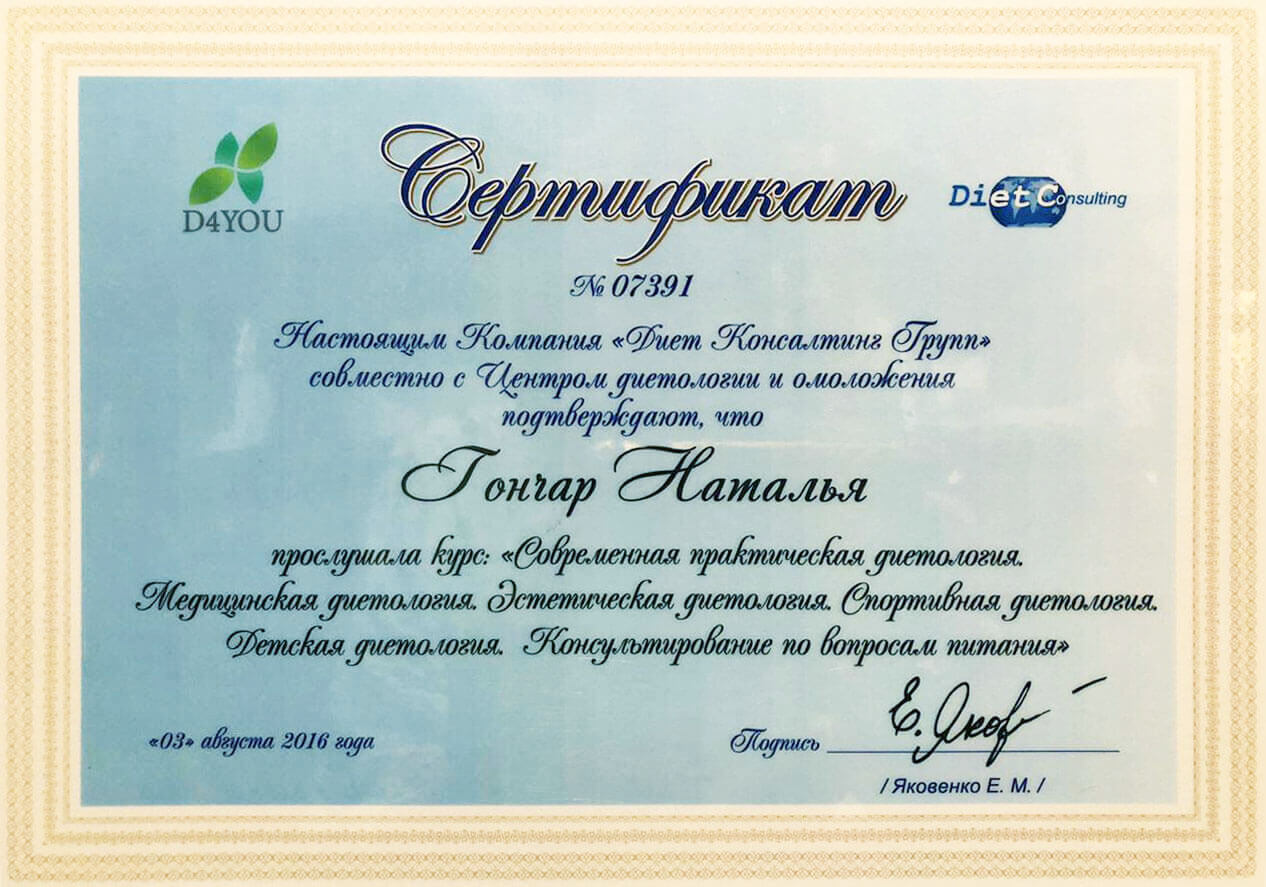 D4YOU
Сертификат
Diet Consulting
№ 07391
Настоящим Компания «Диет Консалтинг Групп»
совместно с Центром диетологии и омоложения
подтверждают, что
Гончар Наталья
прослушала курс: «Современная практическая диетология.
Медицинская диетология. Эстетическая диетология. Спортивная диетология.
Детская диетология. Консультирование по вопросам питания»
«03» августа 2016 года
Подпись Е. Яков
/ Яковенко Е. М. /